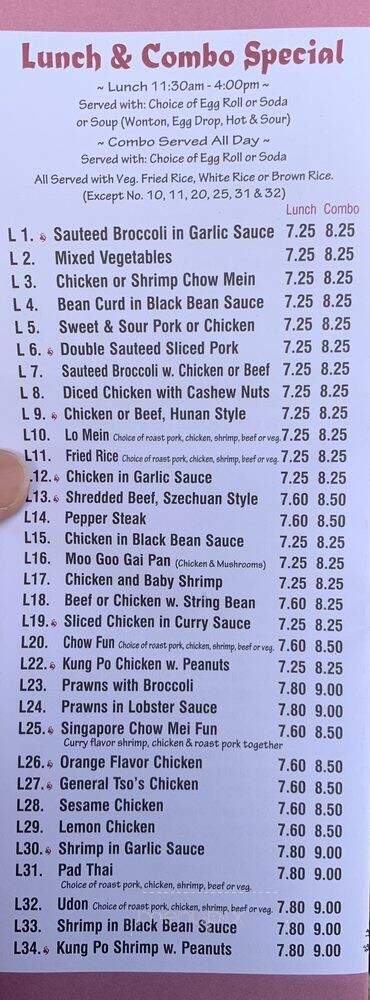 Lunch & Combo Special
~ Lunch 11:30am - 4:00pm ~
Served with: Choice of Egg Roll or Soda
or Soup (Wonton, Egg Drop, Hot & Sour)
~ Combo Served All Day ~
Served with: Choice of Egg Roll or Soda
All Served with Veg. Fried Rice, White Rice or Brown Rice.
(Except No. 10, 11, 20, 25, 31 & 32)
Lunch Combo
L 1. Sauteed Broccoli in Garlic Sauce 7.25 8.25
L 2. Mixed Vegetables 7.25 8.25
L 3. Chicken or Shrimp Chow Mein 7.25 8.25
L 4. Bean Curd in Black Bean Sauce 7.25 8.25
L 5. Sweet & Sour Pork or Chicken 7.25 8.25
L 6. Double Sauteed Sliced Pork 7.25 8.25
L 7. Sauteed Broccoli w. Chicken or Beef 7.25 8.25
L 8. Diced Chicken with Cashew Nuts 7.25 8.25
L 9. Chicken or Beef, Hunan Style 7.25 8.25
L10. Lo Mein Choice of roast pork, chicken, shrimp, beef or veg. 7.25 8.25
L11. Fried Rice Choice of roast pork, chicken, shrimp, beef or veg. 7.25 8.25
.12. Chicken in Garlic Sauce 7.25 8.25
L13. Shredded Beef, Szechuan Style 7.60 8.50
L14. Pepper Steak 7.60 8.50
L15. Chicken in Black Bean Sauce 7.25 8.25
L16. Moo Goo Gai Pan (Chicken & Mushrooms) 7.25 8.25
L17. Chicken and Baby Shrimp 7.25 8.25
L18. Beef or Chicken w. String Bean 7.60 8.25
L19. Sliced Chicken in Curry Sauce 7.25 8.25
L20. Chow Fun Choice of roast pork, chicken, shrimp, beef or veg. 7.60 8.50
L22. Kung Po Chicken w. Peanuts 7.25 8.25
L23. Prawns with Broccoli 7.80 9.00
L24. Prawns in Lobster Sauce 7.80 9.00
L25. Singapore Chow Mei Fun 7.60 8.50
Curry flavor shrimp, chicken & roast pork together
L26. Orange Flavor Chicken 7.60 8.50
L27. General Tso's Chicken 7.60 8.50
L28. Sesame Chicken 7.60 8.50
L29. Lemon Chicken 7.60 8.50
L30. Shrimp in Garlic Sauce 7.80 9.00
L31. Pad Thai 7.80 9.00
Choice of roast pork, chicken, shrimp, beef or veg.
L32. Udon Choice of roast pork, chicken, shrimp, beef or veg. 7.80 9.00
L33. Shrimp in Black Bean Sauce 7.80 9.00
L34. Kung Po Shrimp w. Peanuts 7.80 9.00